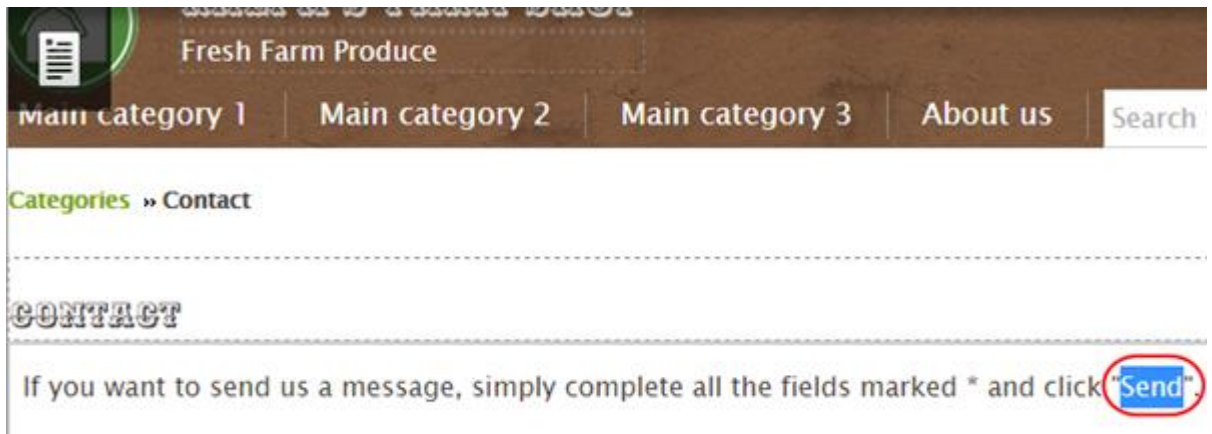 Fresh Farm Produce
Main category 1 Main category 2 Main category 3 About us Search
Categories » Contact
CONTACT
If you want to send us a message, simply complete all the fields marked * and click "Send".